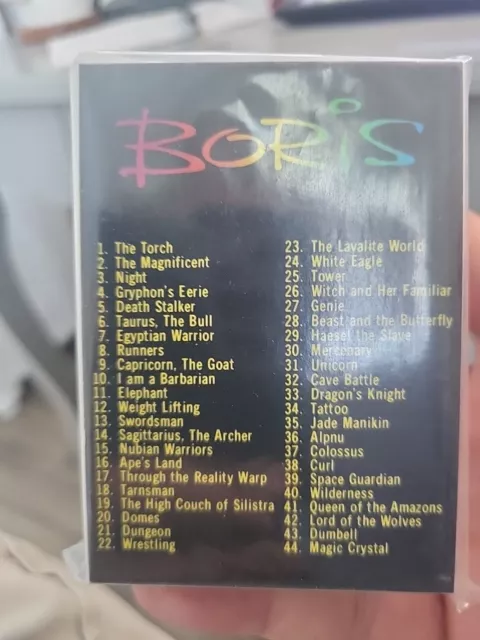 BORiS
1. The Torch
2. The Magnificent
3. Night
4. Gryphon's Eerie
5. Death Stalker
6. Taurus, The Bull
7. Egyptian Warrior
8. Runners
9. Capricorn, The Goat
10. I am a Barbarian
11. Elephant
12. Weight Lifting
13. Swordsman
14. Sagittarius, The Archer
15. Nubian Warriors
16. Ape's Land
17. Through the Reality Warp
18. Tarnsman
19. The High Couch of Silistra
20. Domes
21. Dungeon
22. Wrestling
23. The Lavalite World
24. White Eagle
25. Tower
26. Witch and Her Familiar
27. Genie
28. Beast and the Butterfly
29. Haesel the Slave
30. Mercenary
31. Unicorn
32. Cave Battle
33. Dragon's Knight
34. Tattoo
35. Jade Manikin
36. Alpnu
37. Colossus
38. Curl
39. Space Guardian
40. Wilderness
41. Queen of the Amazons
42. Lord of the Wolves
43. Dumbell
44. Magic Crystal